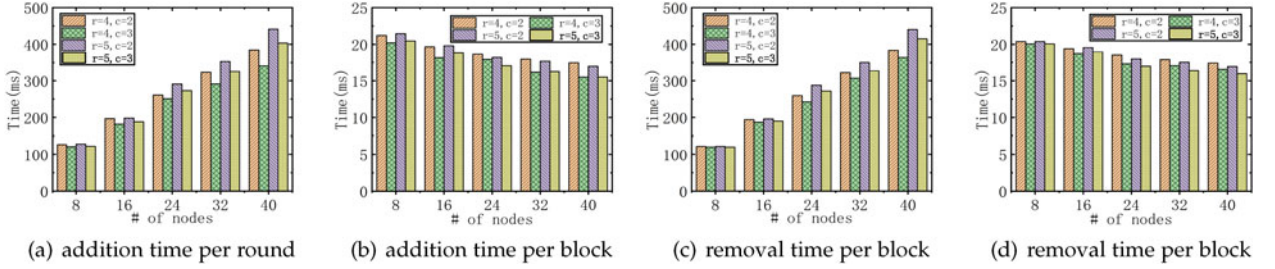 500
400
300
200
100
0
Time(ms)
r=4, c=2
r=4, c=3
r=5, c=2
r=5, c=3
8 16 24 32 40
# of nodes
(a) addition time per round
25
20
15
10
5
0
Time(ms)
r=4, c=2 r=4, c=3
r=5, c=2 r=5, c=3
8 16 24 32 40
# of nodes
(b) addition time per block
500
400
300
200
100
0
Time(ms)
r=4, c=2
r=4, c=3
r=5, c=2
r=5, c=3
8 16 24 32 40
# of nodes
(c) removal time per block
25
20
15
10
5
0
Time(ms)
r=4, c=2 r=4, c=3
r=5, c=2 r=5, c=3
8 16 24 32 40
# of nodes
(d) removal time per block